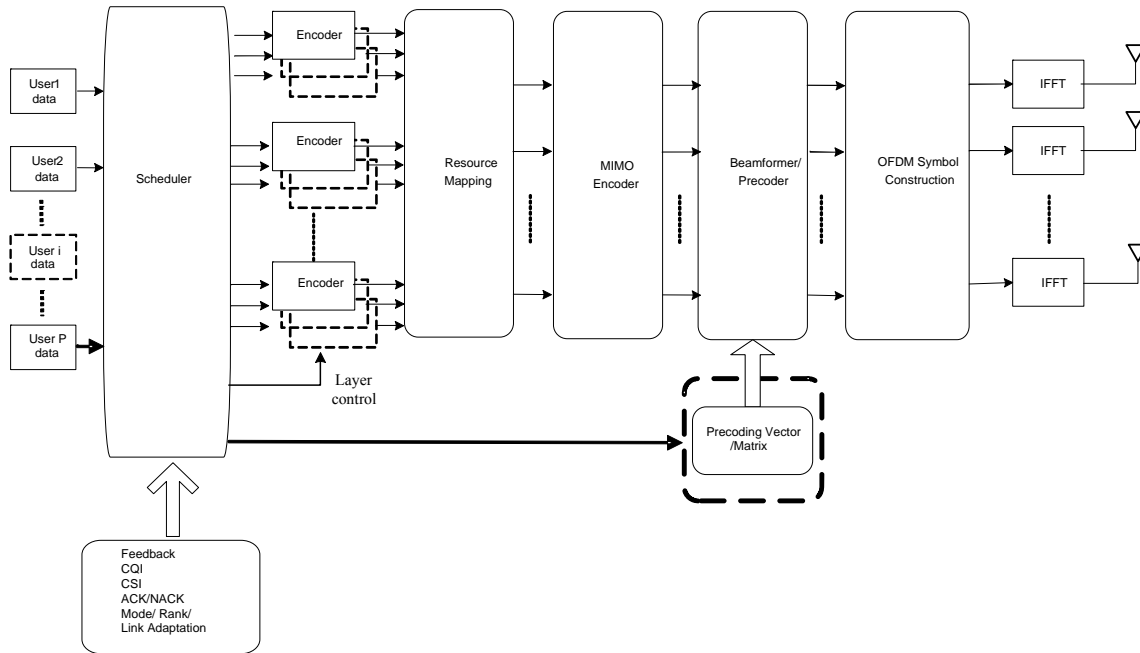 User1
data
User2
data
User i
data
User P
data
Scheduler
Encoder
Encoder
Encoder
Layer
control
Resource
Mapping
MIMO
Encoder
Beamformer/
Precoder
OFDM Symbol
Construction
IFFT
IFFT
IFFT
Precoding Vector
/Matrix
Feedback
CQI
CSI
ACK/NACK
Mode/ Rank/
Link Adaptation